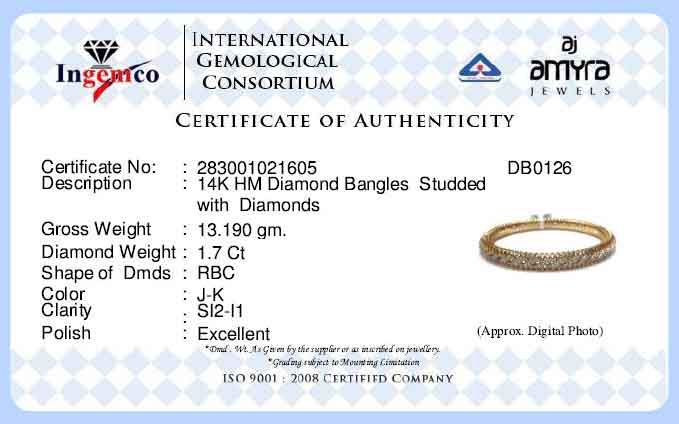 Ingemco
INTERNATIONAL
GEMOLOGICAL
CONSORTIUM
aj
amyra
JEWELS
CERTIFICATE OF AUTHENTICITY
Certificate No: : 283001021605 DB0126
Description : 14K HM Diamond Bangles Studded
with Diamonds
Gross Weight : 13.190 gm.
Diamond Weight : 1.7 Ct
Shape of Dmds : RBC
Color : J-K
Clarity : SI2-I1
Polish : Excellent
(Approx. Digital Photo)
*Dmd . Wt. As Given by the supplier or as inscribed on jewellery.
*Grading subject to Mounting Limitation
ISO 9001 : 2008 CERTIFIED COMPANY